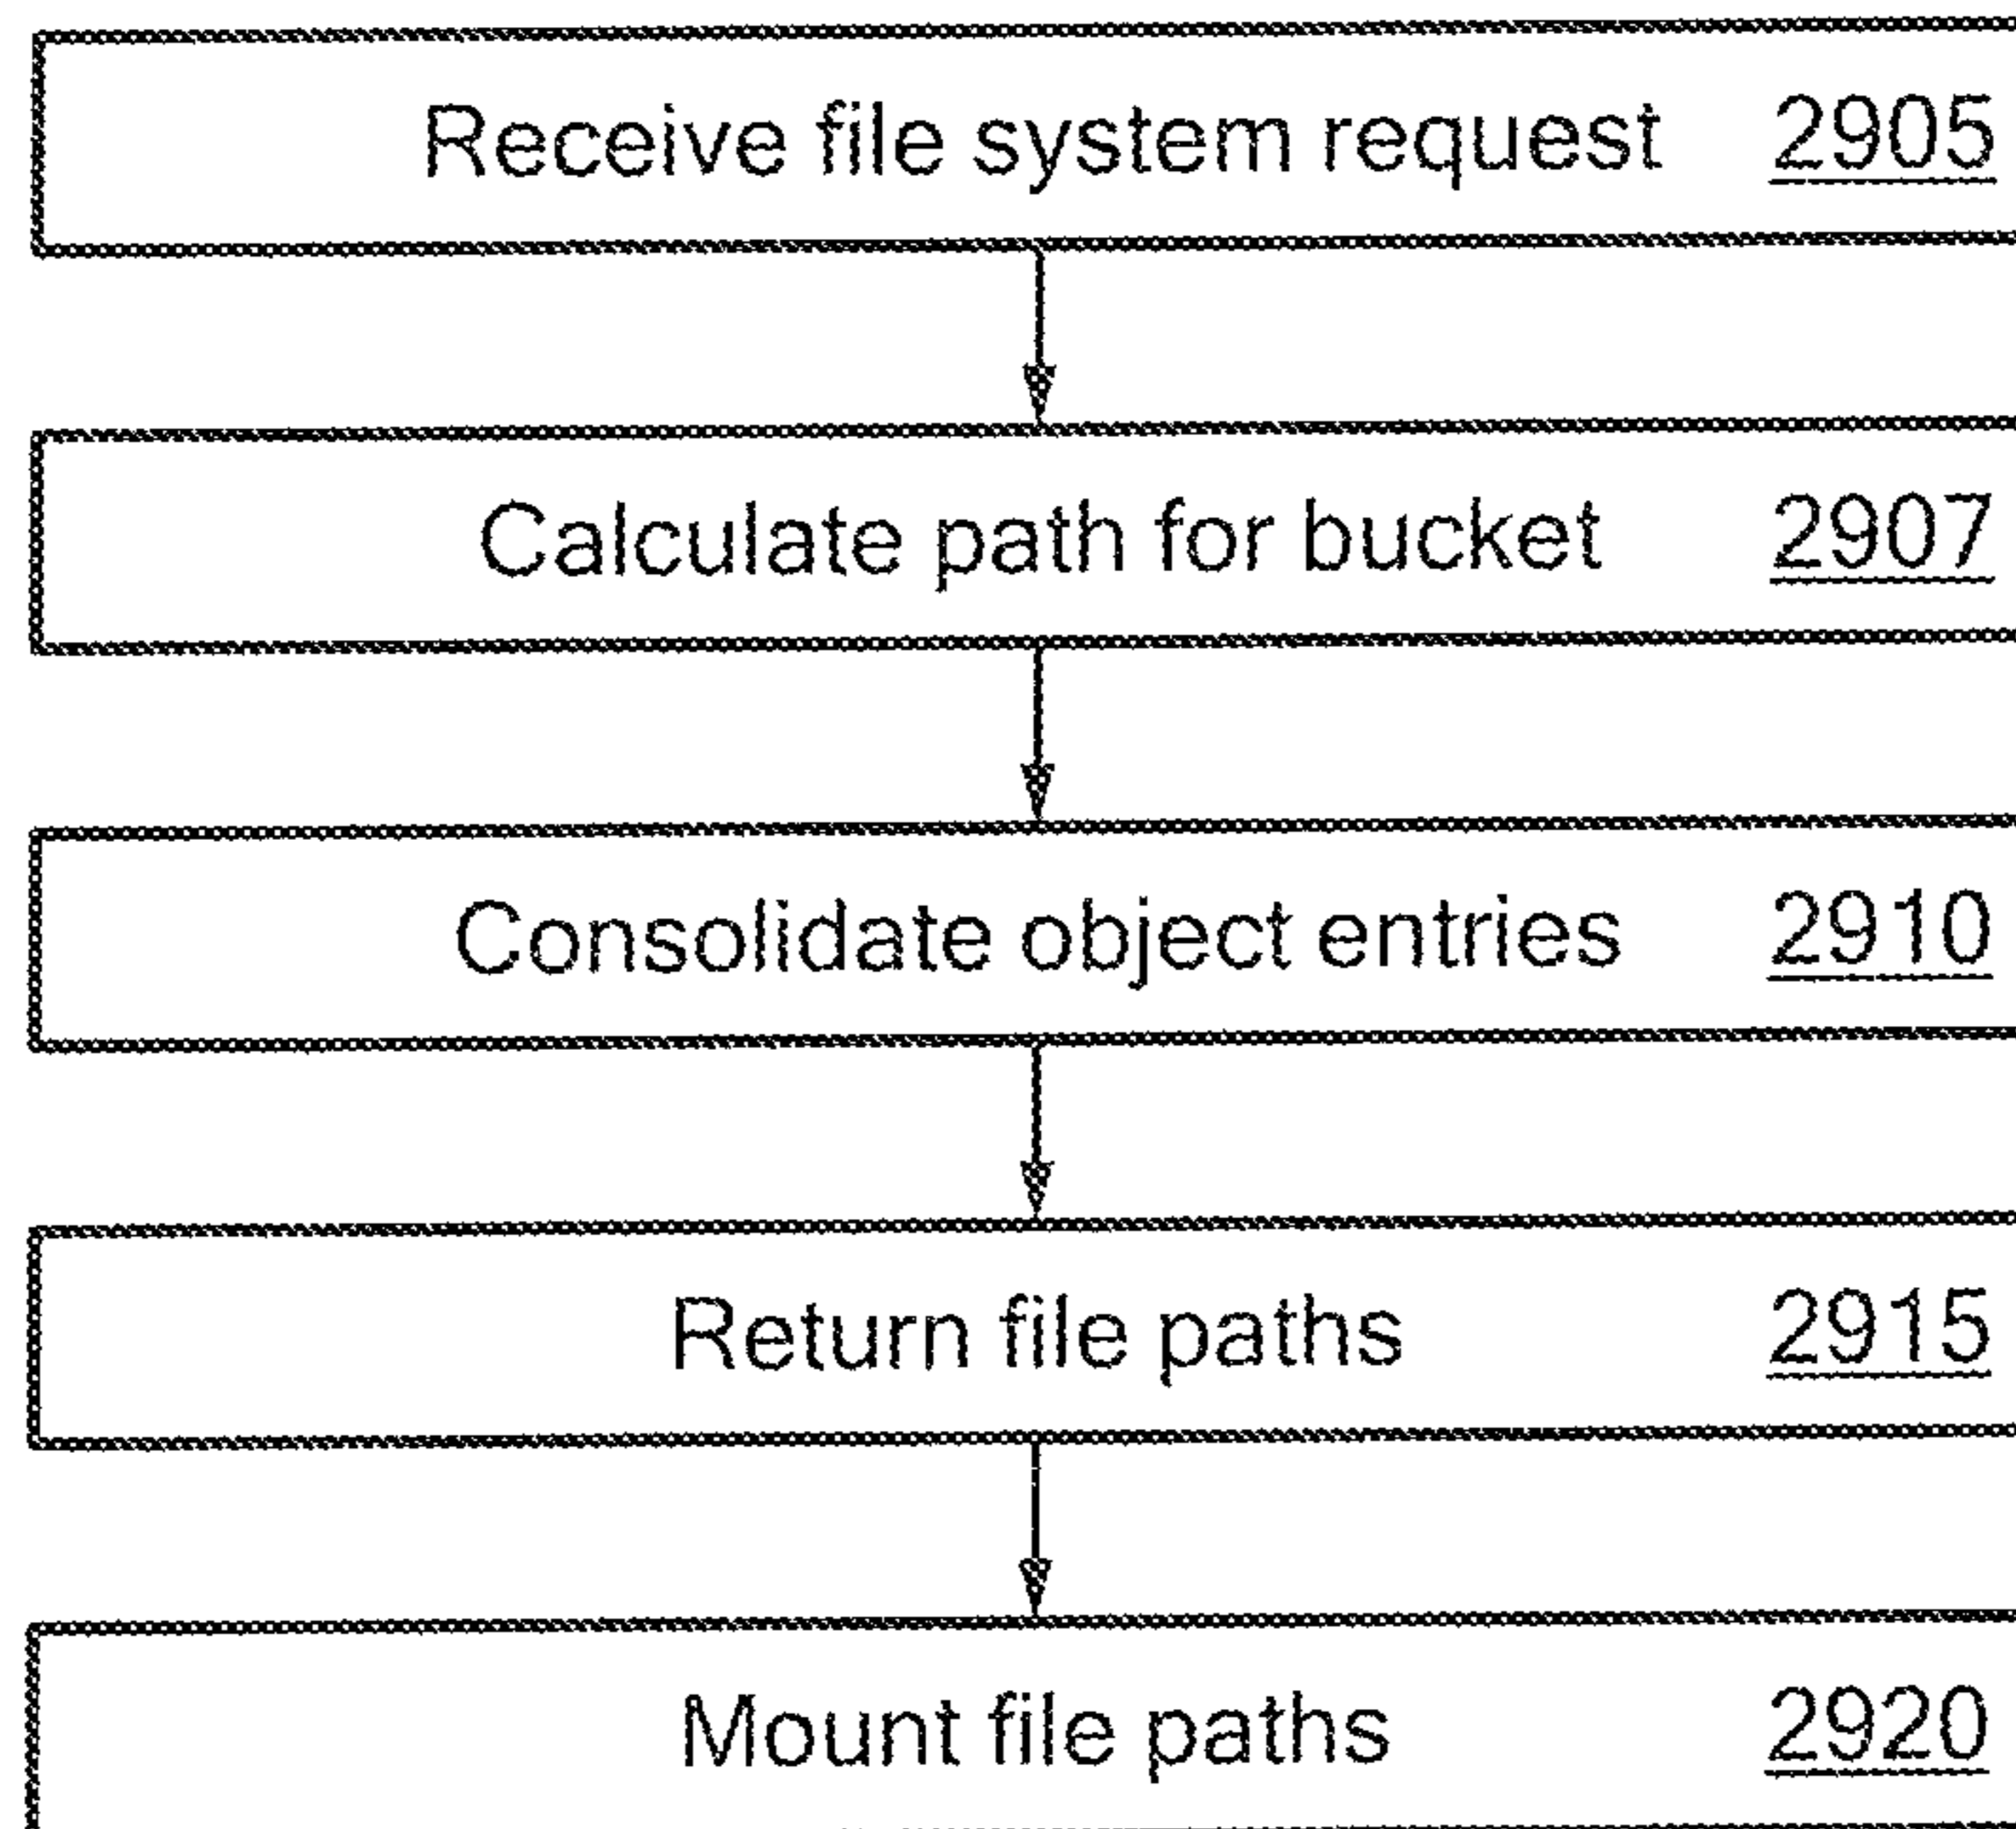 Receive file system request 2905
Calculate path for bucket 2907
Consolidate object entries 2910
Return file paths 2915
Mount file paths 2920